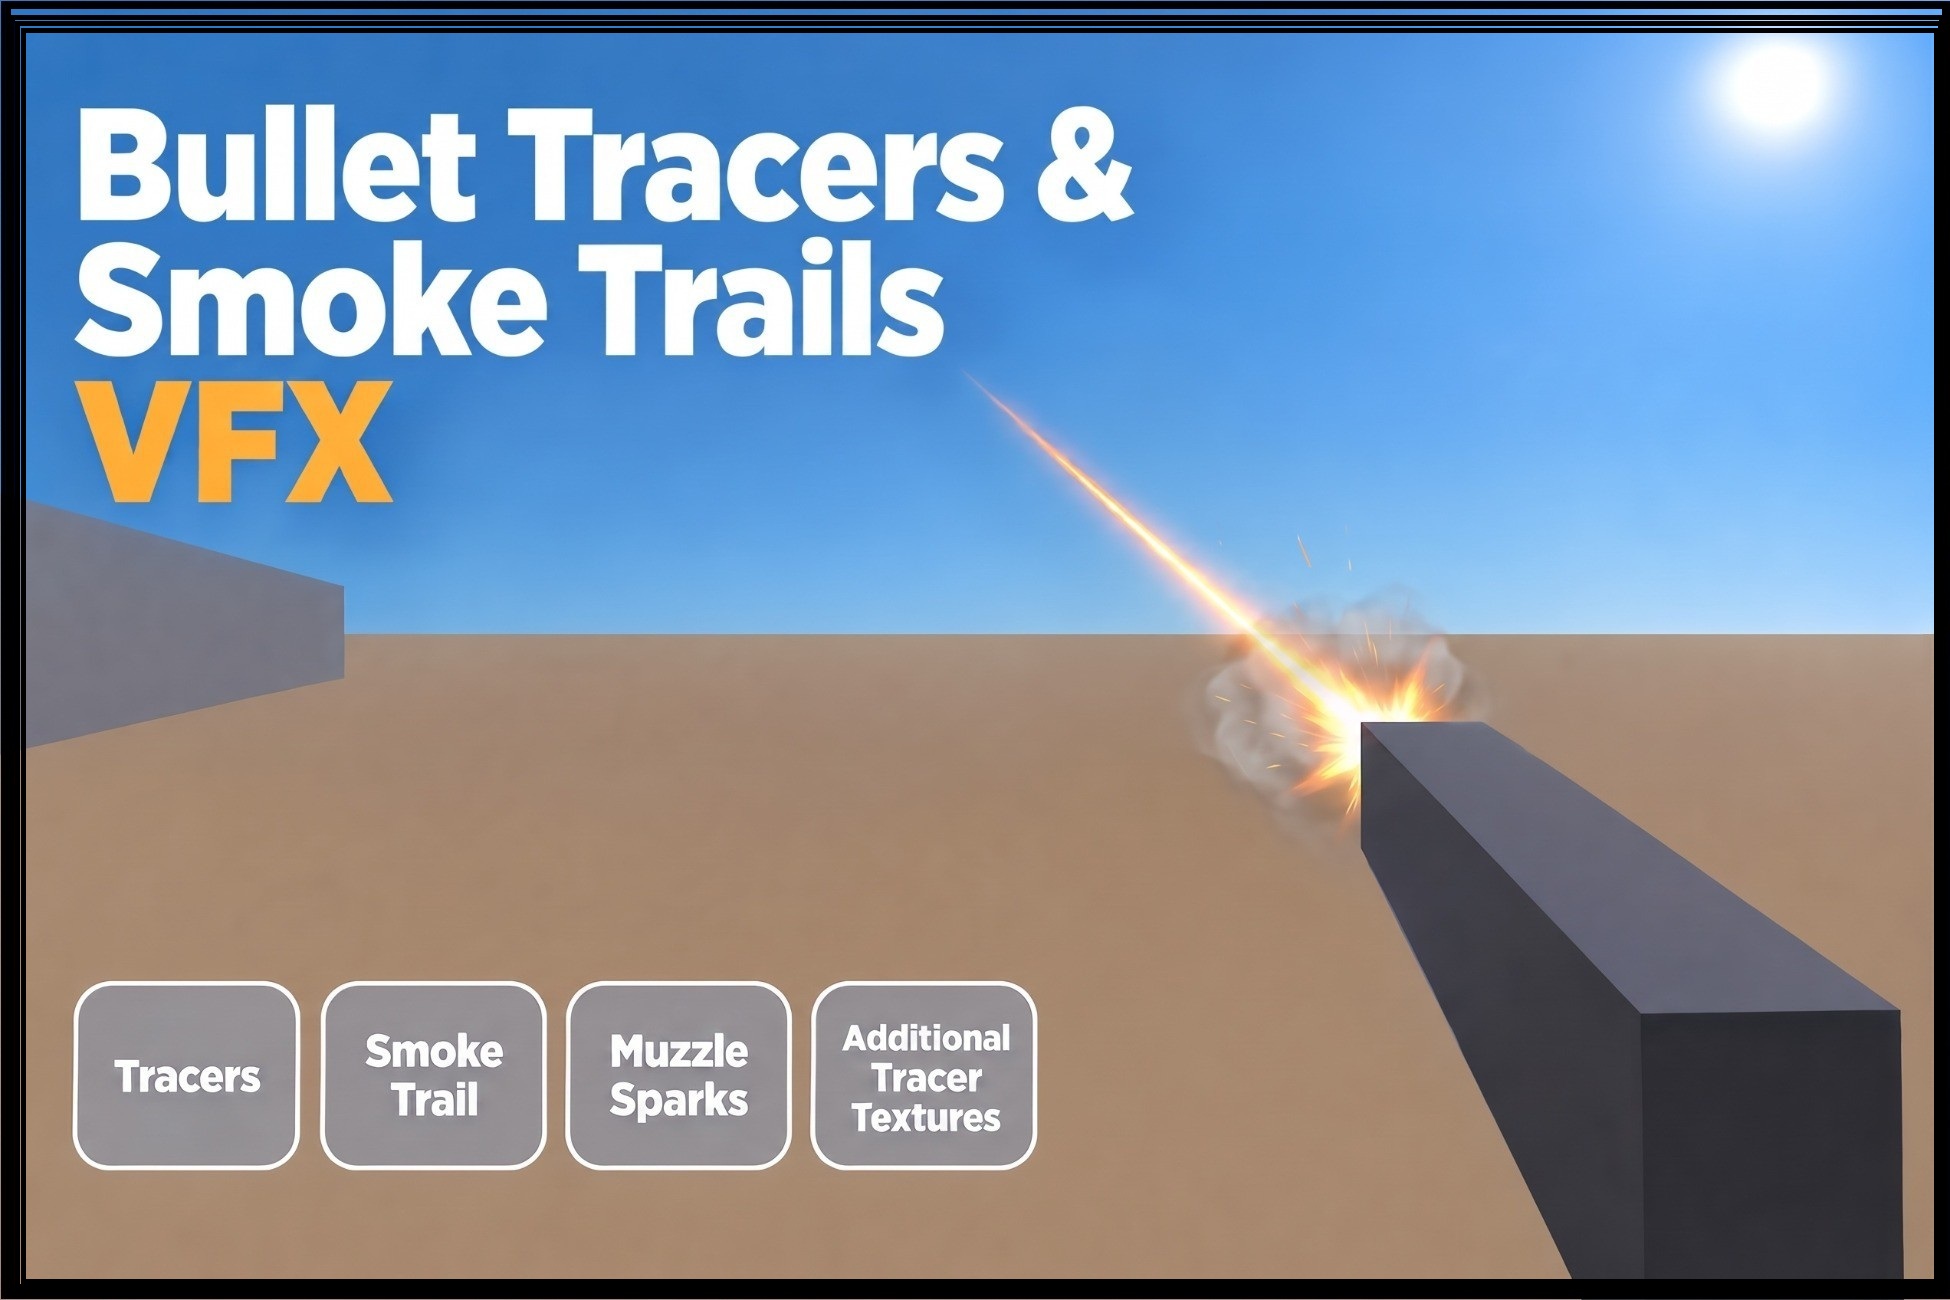 Bullet Tracers &
Smoke Trails
VFX
Tracers
Smoke
Trail
Muzzle
Sparks
Additional
Tracer
Textures